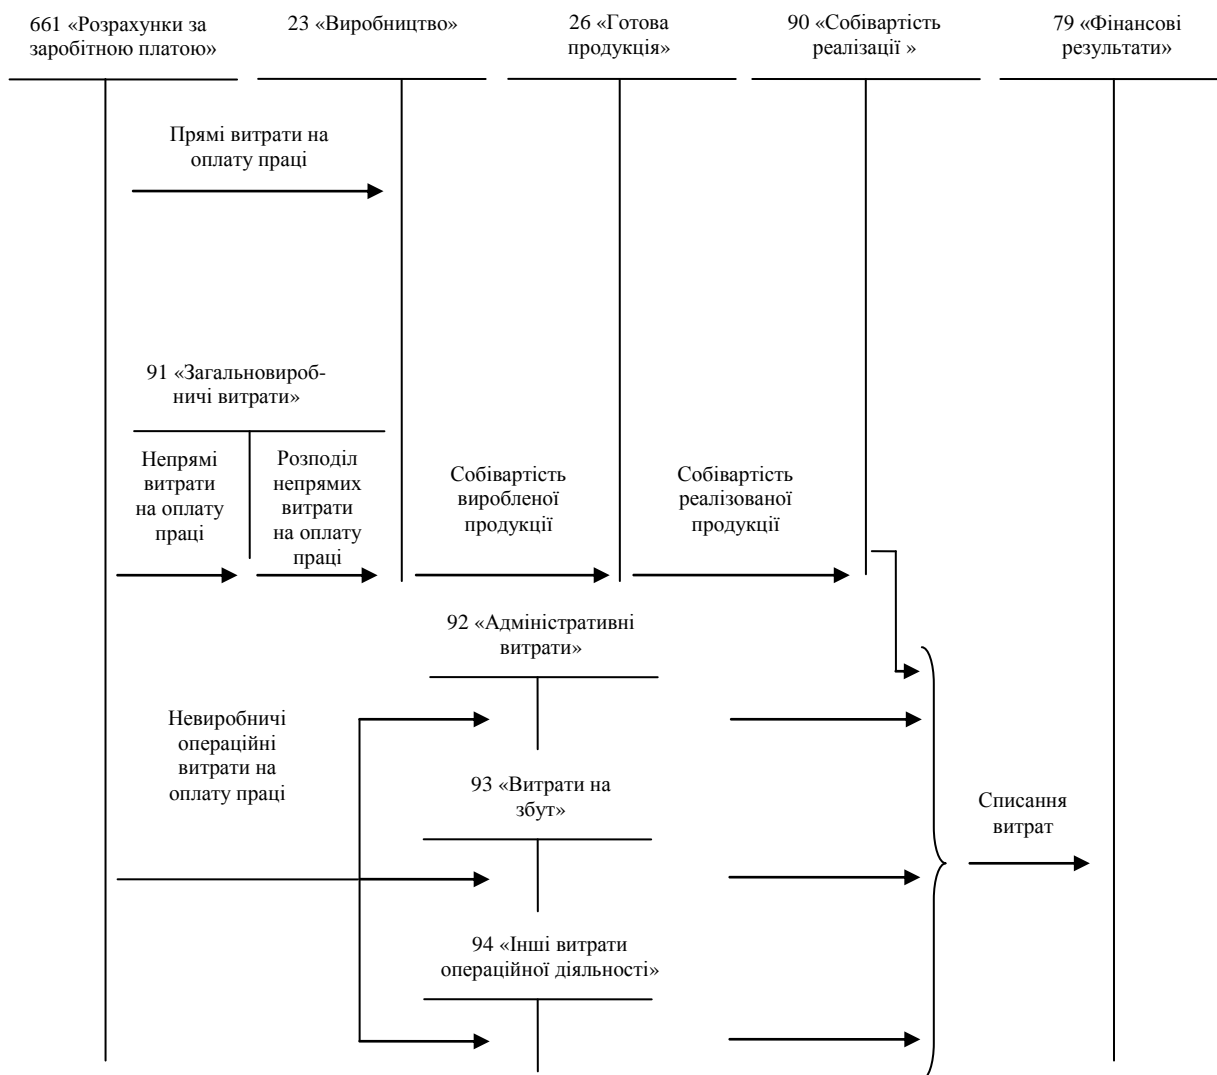 661 «Розрахунки за
заробітною платою»
23 «Виробництво»
26 «Готова
продукція»
90 «Собівартість
реалізації »
79 «Фінансові
результати»
Прямі витрати на
оплату праці
91 «Загальновироб-
ничі витрати»
Непрямі
витрати
на оплату
праці
Розподіл
непрямих
витрати
на оплату
праці
Собівартість
виробленої
продукції
Собівартість
реалізованої
продукції
92 «Адміністративні
витрати»
Невиробничі
операційні
витрати на
оплату праці
93 «Витрати на
збут»
Списання
витрат
94 «Інші витрати
операційної діяльності»